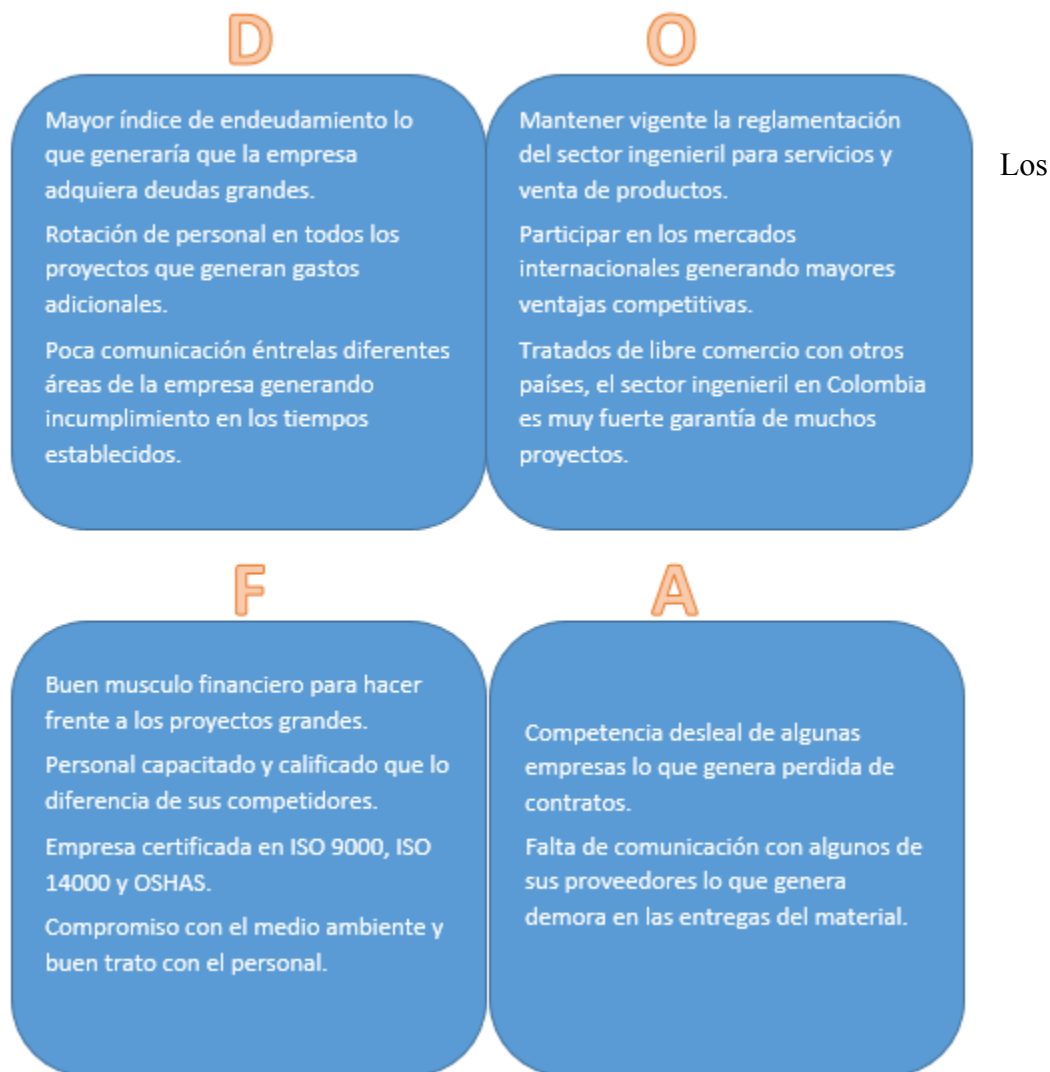 D
Mayor índice de endeudamiento lo
que generaría que la empresa
adquiera deudas grandes.
Rotación de personal en todos los
proyectos que generan gastos
adicionales.
Poca comunicación éntrelas diferentes
áreas de la empresa generando
incumplimiento en los tiempos
establecidos.
O
Mantener vigente la reglamentación
del sector ingenieril para servicios y
venta de productos.
Participar en los mercados
internacionales generando mayores
ventajas competitivas.
Tratados de libre comercio con otros
países, el sector ingenieril en Colombia
es muy fuerte garantía de muchos
proyectos.
Los
F
Buen musculo financiero para hacer
frente a los proyectos grandes.
Personal capacitado y calificado que lo
diferencia de sus competidores.
Empresa certificada en ISO 9000, ISO
14000 y OSHAS.
Compromiso con el medio ambiente y
buen trato con el personal.
A
Competencia desleal de algunas
empresas lo que genera perdida de
contratos.
Falta de comunicación con algunos de
sus proveedores lo que genera
demora en las entregas del material.